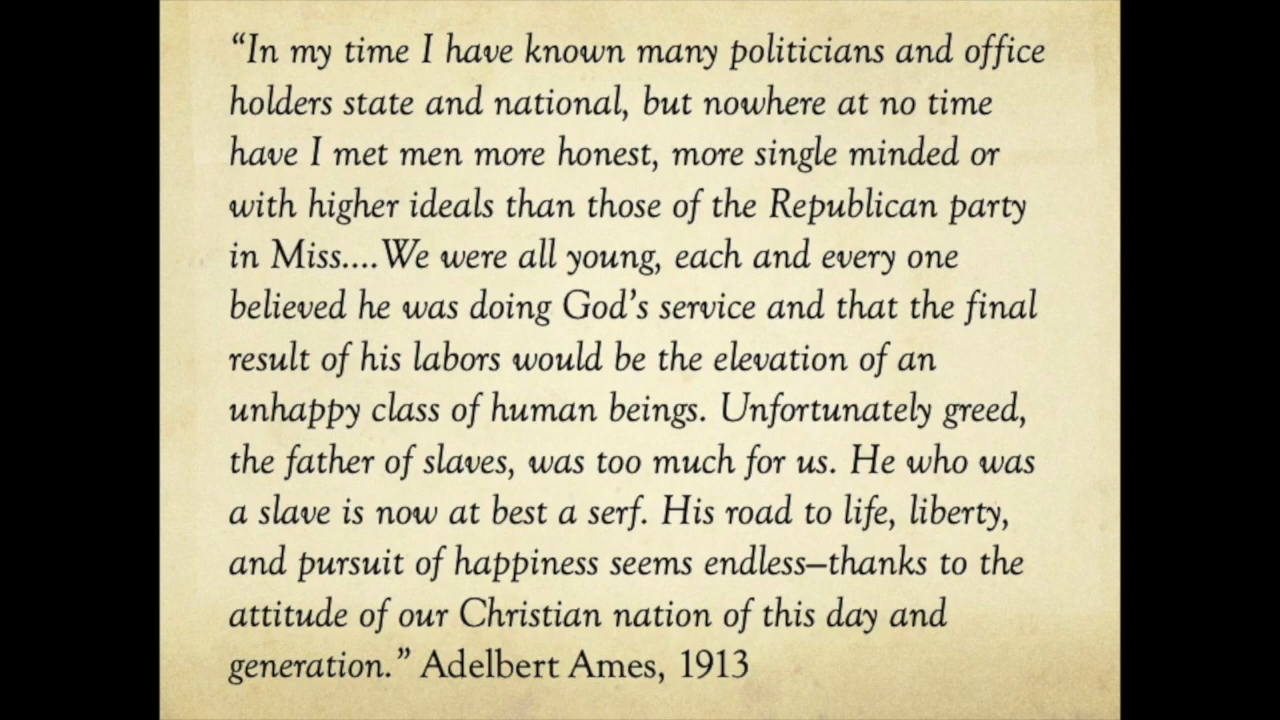 “In my time I have known many politicians and office
holders state and national, but nowhere at no time
have I met men more honest, more single minded or
with higher ideals than those of the Republican party
in Miss....We were all young, each and every one
believed he was doing God’s service and that the final
result of his labors would be the elevation of an
unhappy class of human beings. Unfortunately greed,
the father of slaves, was too much for us. He who was
a slave is now at best a serf. His road to life, liberty,
and pursuit of happiness seems endless—thanks to the
attitude of our Christian nation of this day and
generation.” Adelbert Ames, 1913